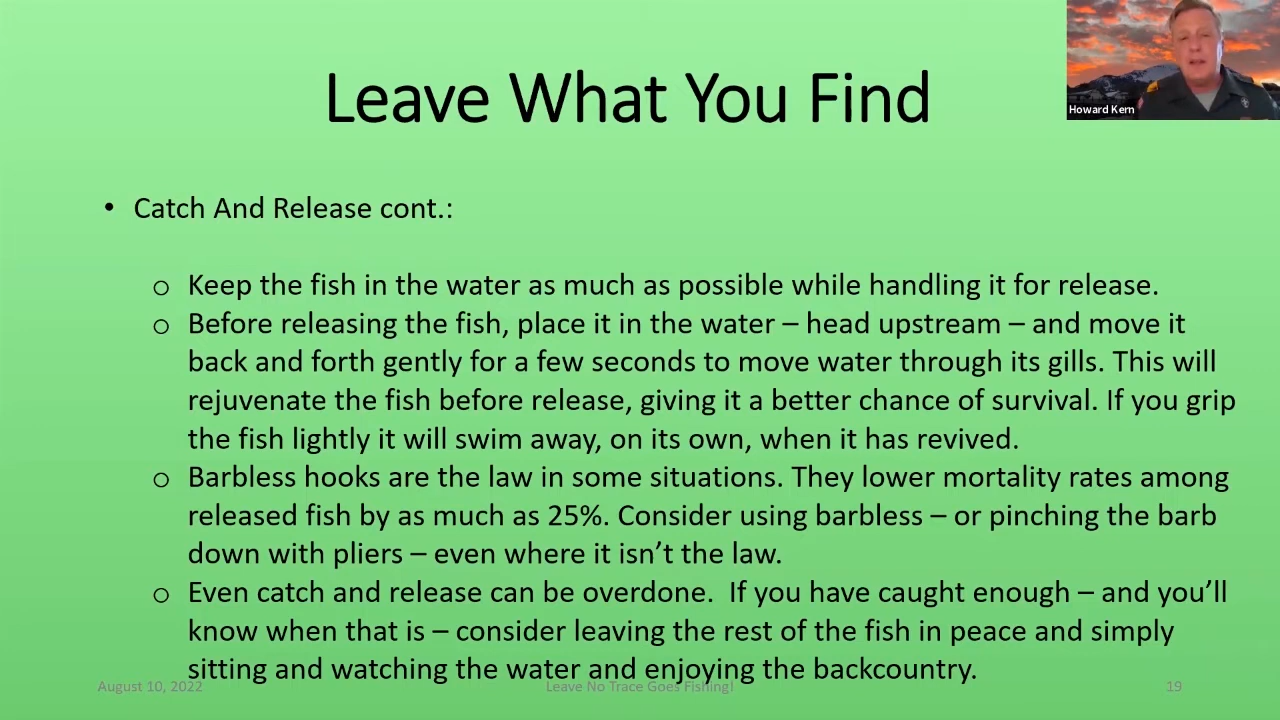 Leave What You Find
Howard Kern
• Catch And Release cont.:
o Keep the fish in the water as much as possible while handling it for release.
o Before releasing the fish, place it in the water – head upstream – and move it
back and forth gently for a few seconds to move water through its gills. This will
rejuvenate the fish before release, giving it a better chance of survival. If you grip
the fish lightly it will swim away, on its own, when it has revived.
o Barbless hooks are the law in some situations. They lower mortality rates among
released fish by as much as 25%. Consider using barbless – or pinching the barb
down with pliers – even where it isn’t the law.
o Even catch and release can be overdone.  If you have caught enough – and you’ll
know when that is – consider leaving the rest of the fish in peace and simply
sitting and watching the water and enjoying the backcountry.
August 10, 2022
Leave No Trace Goes Fishing!
19